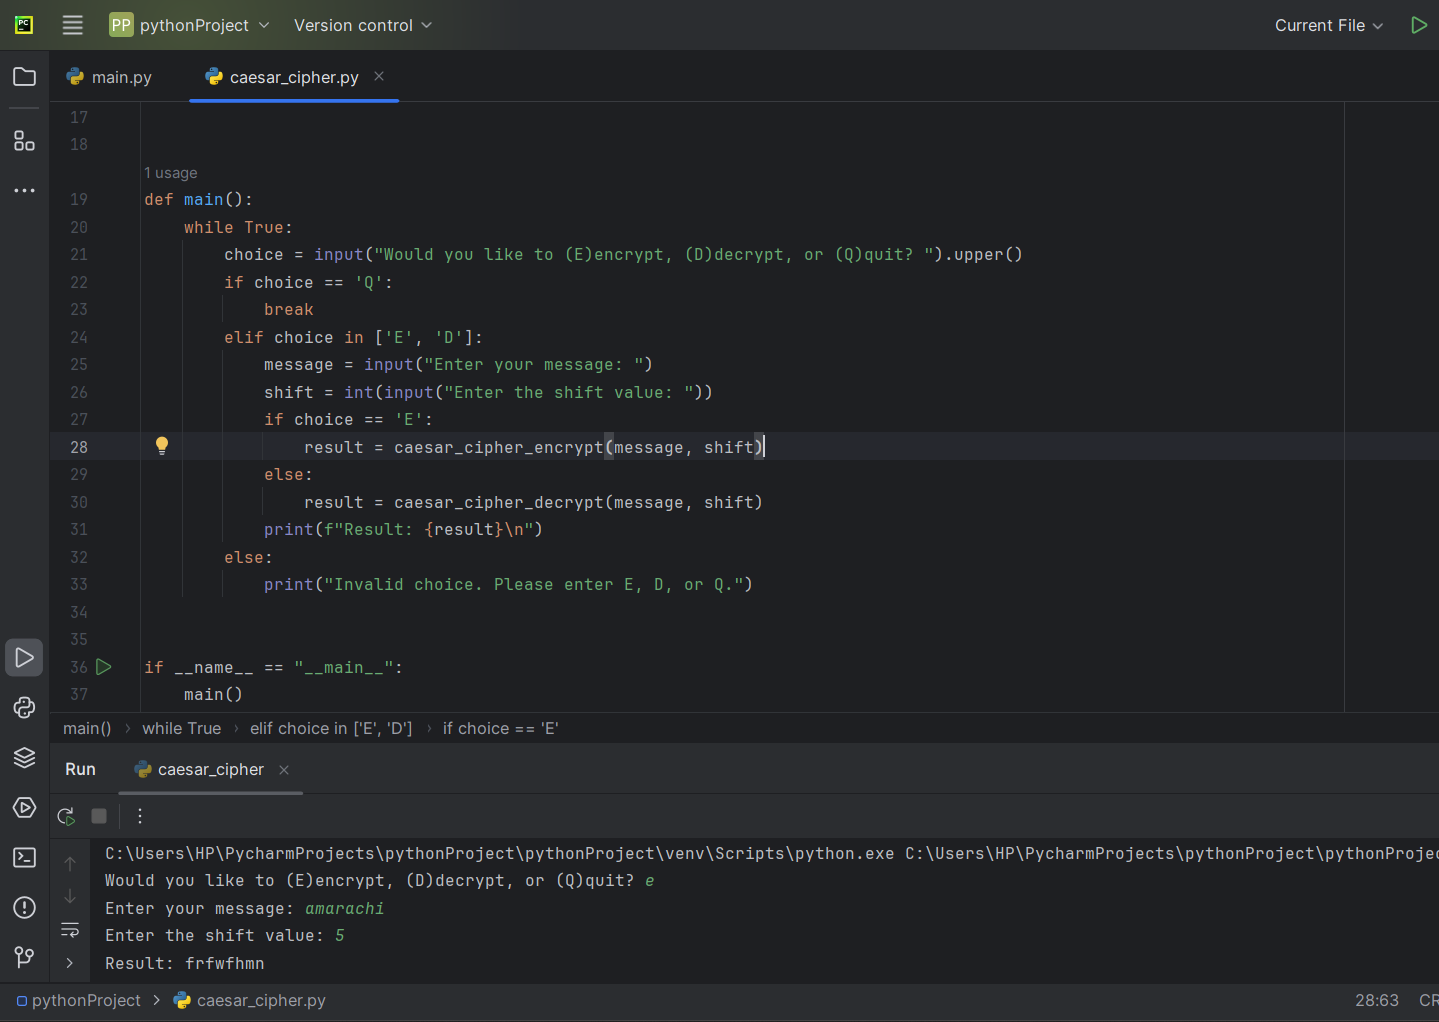 PC
PP pythonProject Version control Current File
main.py caesar_cipher.py
17
18
1 usage
19 def main():
20 while True:
21 choice = input("Would you like to (E)encrypt, (D)decrypt, or (Q)quit? ").upper()
22 if choice == 'Q':
23 break
24 elif choice in ['E', 'D']:
25 message = input("Enter your message: ")
26 shift = int(input("Enter the shift value: "))
27 if choice == 'E':
28 result = caesar_cipher_encrypt(message, shift)
29 else:
30 result = caesar_cipher_decrypt(message, shift)
31 print(f"Result: {result}\n")
32 else:
33 print("Invalid choice. Please enter E, D, or Q.")
34
35
36 if __name__ == "__main__":
37 main()
main() › while True › elif choice in ['E', 'D'] › if choice == 'E'
Run caesar_cipher
C:\Users\HP\PycharmProjects\pythonProject\pythonProject\venv\Scripts\python.exe C:\Users\HP\PycharmProjects\pythonProject\pythonProjec
Would you like to (E)encrypt, (D)decrypt, or (Q)quit? e
Enter your message: amarachi
Enter the shift value: 5
Result: frfwfhmn
pythonProject > caesar_cipher.py 28:63 CR